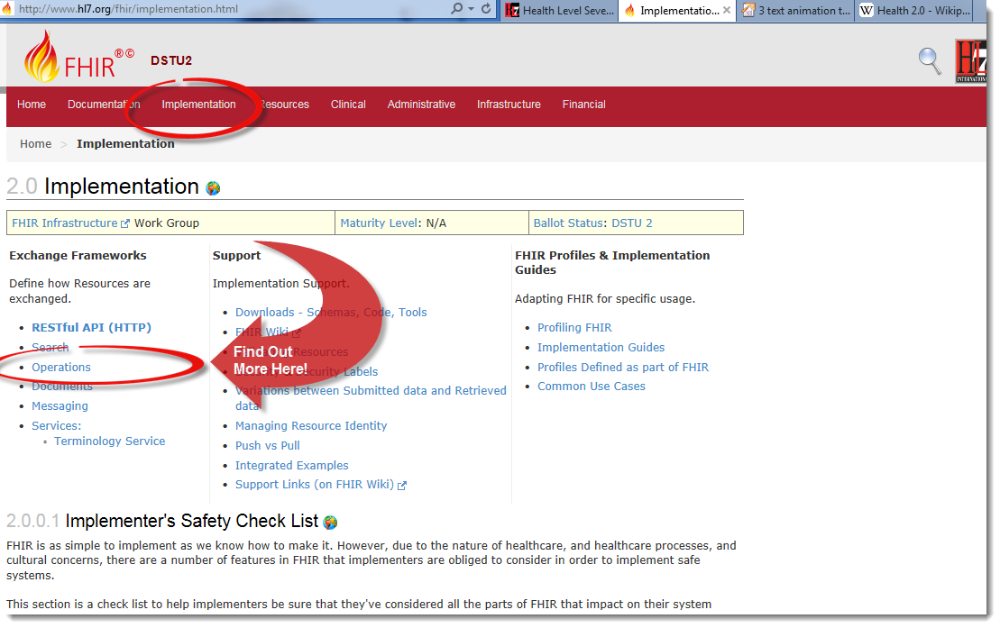 http://www.hl7.org/fhir/implementation.html
Health Level Seve...
Implementatio...
3 text animation t...
Health 2.0 - Wikip...
FHIR®© DSTU2
INTERNATIONAL
Home Documentation Implementation Resources Clinical Administrative Infrastructure Financial
Home > Implementation
2.0 Implementation
FHIR Infrastructure Work Group Maturity Level: N/A Ballot Status: DSTU 2
Exchange Frameworks
Define how Resources are
exchanged.
RESTful API (HTTP)
Search
Operations
Documents
Messaging
Services:
Terminology Service
Support
Implementation Support.
Downloads - Schemas, Code, Tools
FHIR Wiki
Resources
Security Labels
Variations between Submitted data and Retrieved
data
Managing Resource Identity
Push vs Pull
Integrated Examples
Support Links (on FHIR Wiki)
Find Out
More Here!
FHIR Profiles & Implementation
Guides
Adapting FHIR for specific usage.
Profiling FHIR
Implementation Guides
Profiles Defined as part of FHIR
Common Use Cases
2.0.0.1 Implementer's Safety Check List
FHIR is as simple to implement as we know how to make it. However, due to the nature of healthcare, and healthcare processes, and
cultural concerns, there are a number of features in FHIR that implementers are obliged to consider in order to implement safe
systems.
This section is a check list to help implementers be sure that they've considered all the parts of FHIR that impact on their system